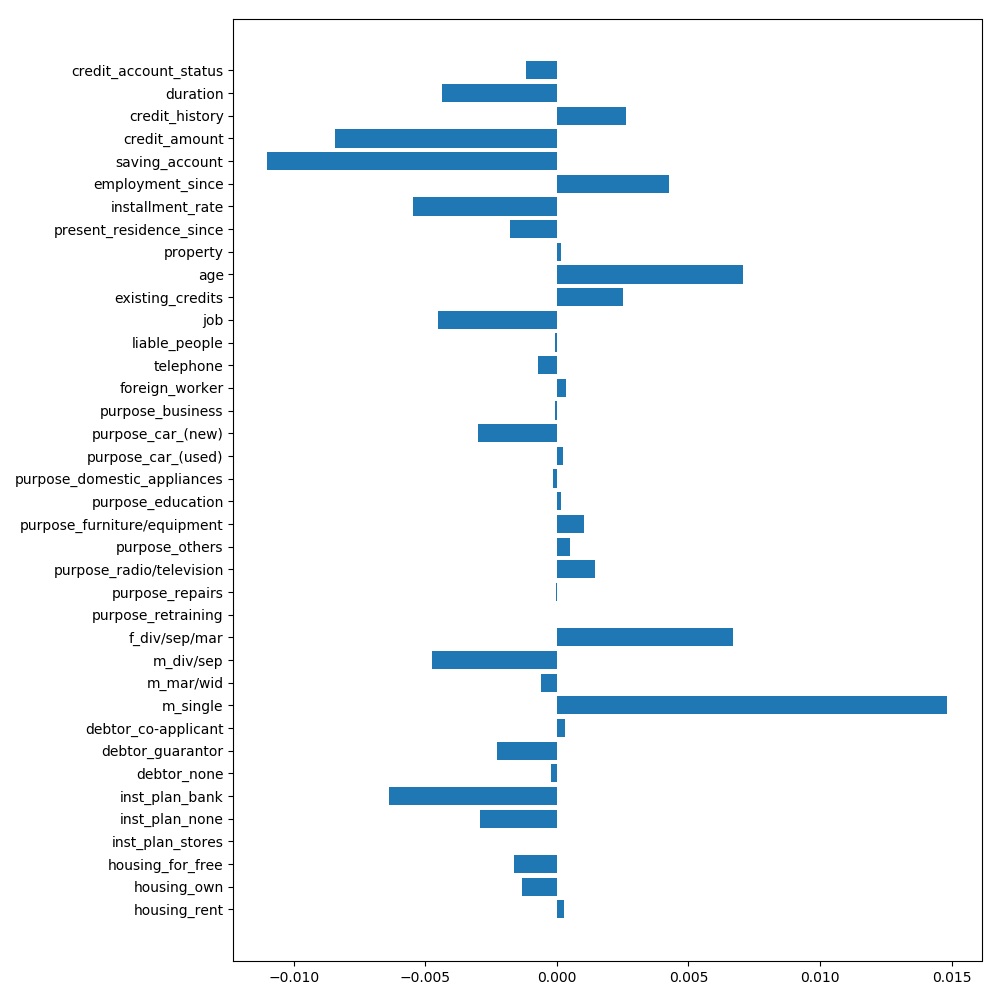 credit_account_status
duration
credit_history
credit_amount
saving_account
employment_since
installment_rate
present_residence_since
property
age
existing_credits
job
liable_people
telephone
foreign_worker
purpose_business
purpose_car_(new)
purpose_car_(used)
purpose_domestic_appliances
purpose_education
purpose_furniture/equipment
purpose_others
purpose_radio/television
purpose_repairs
purpose_retraining
f_div/sep/mar
m_div/sep
m_mar/wid
m_single
debtor_co-applicant
debtor_guarantor
debtor_none
inst_plan_bank
inst_plan_none
inst_plan_stores
housing_for_free
housing_own
housing_rent
−0.010 −0.005 0.000 0.005 0.010 0.015